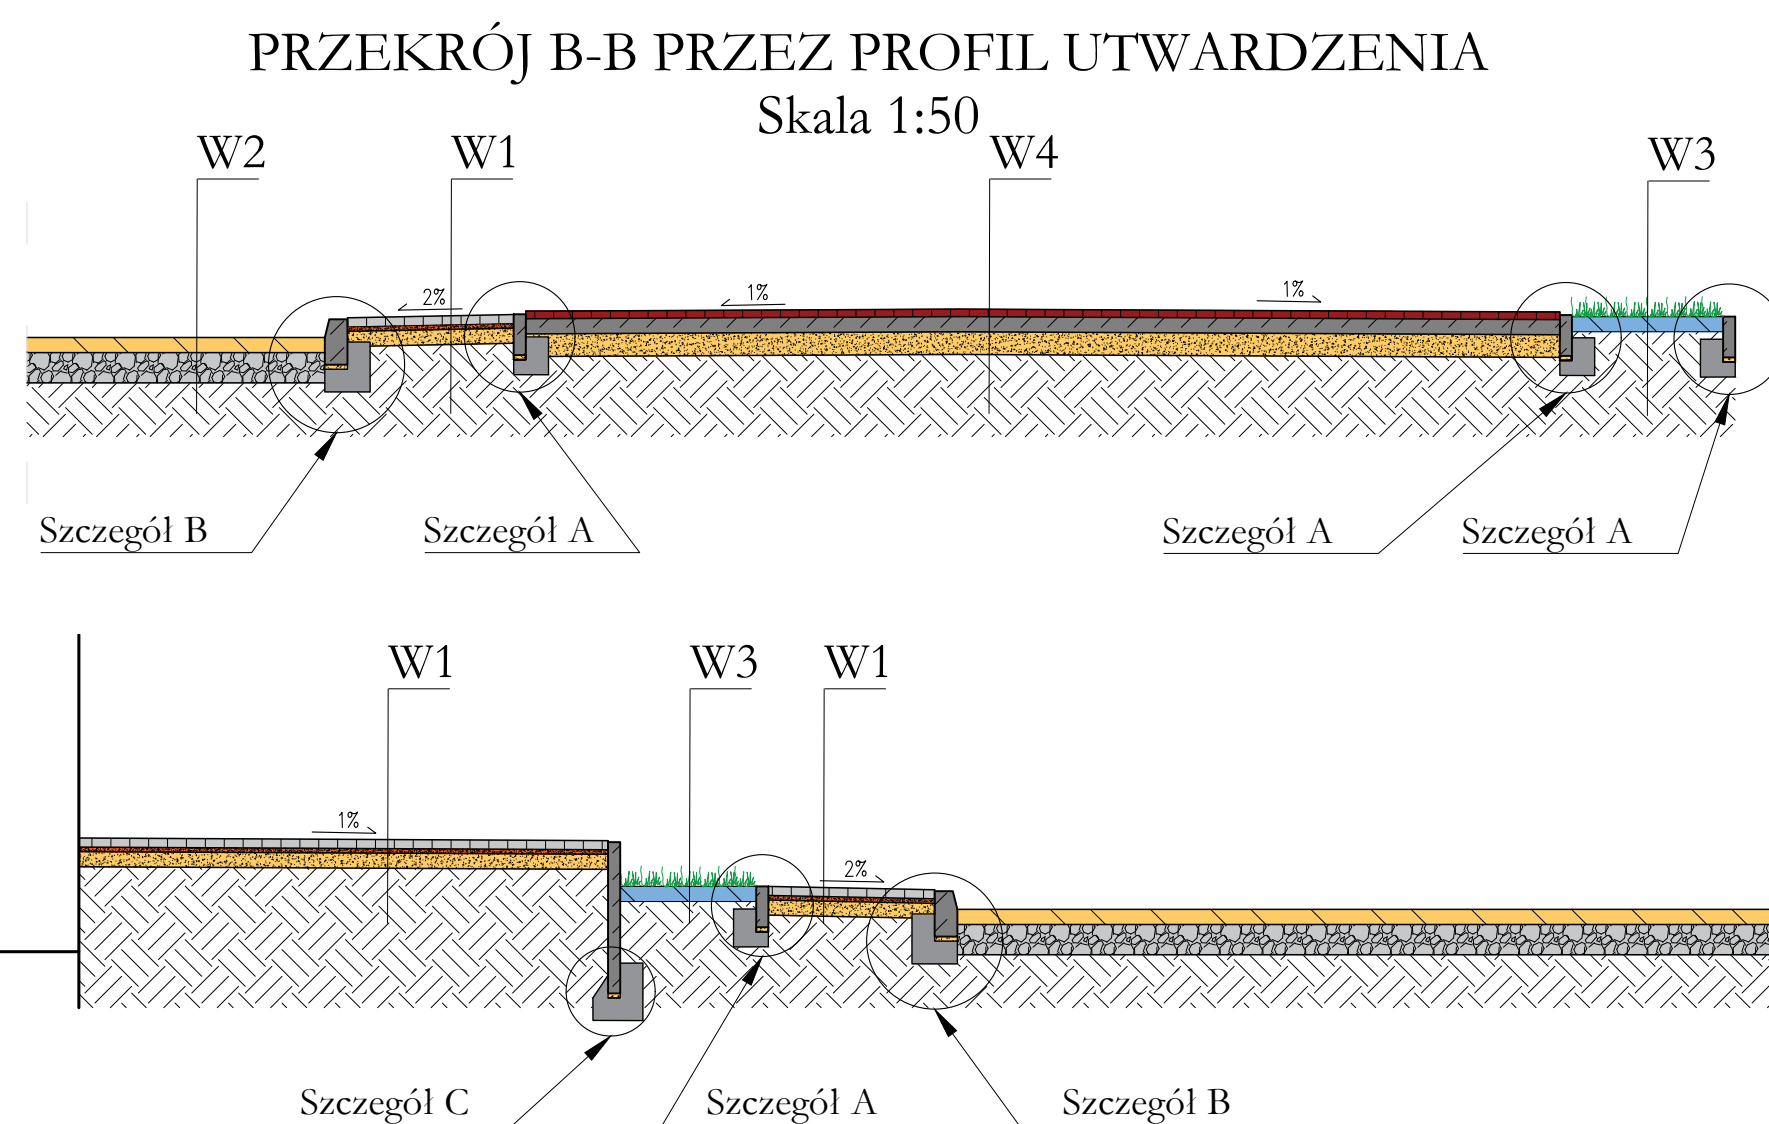 PRZEKRÓJ B-B PRZEZ PROFIL UTWARDZENIA
Skala 1:50
W2
W1
W4
W3
2%
1%
1%
Szczegół B
Szczegół A
Szczegół A
Szczegół A
W1
W3
W1
1%
2%
Szczegół C
Szczegół A
Szczegół B